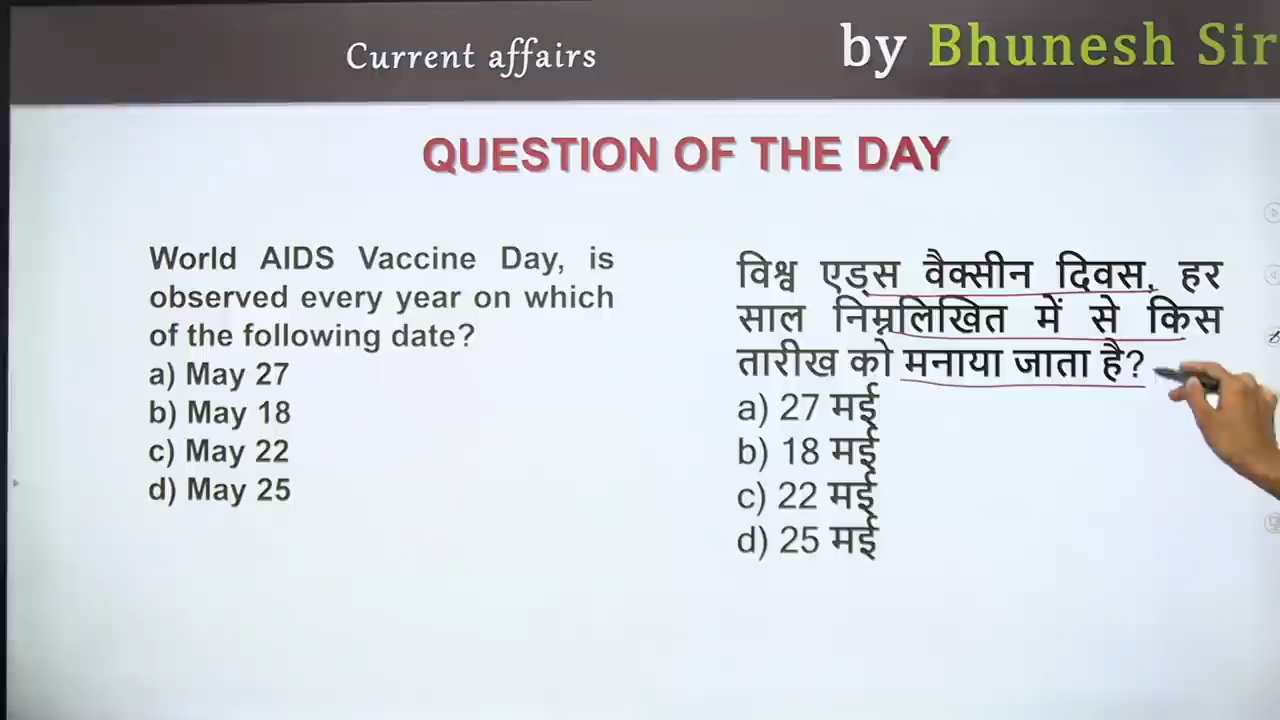 Current affairs
by Bhunesh Sir
QUESTION OF THE DAY
World AIDS Vaccine Day, is
observed every year on which
of the following date?
a) May 27
b) May 18
c) May 22
d) May 25
विश्व एड्स वैक्सीन दिवस, हर
साल निम्नलिखित में से किस
तारीख को मनाया जाता है?
a) 27 मई
b) 18 मई
c) 22 मई
d) 25 मई